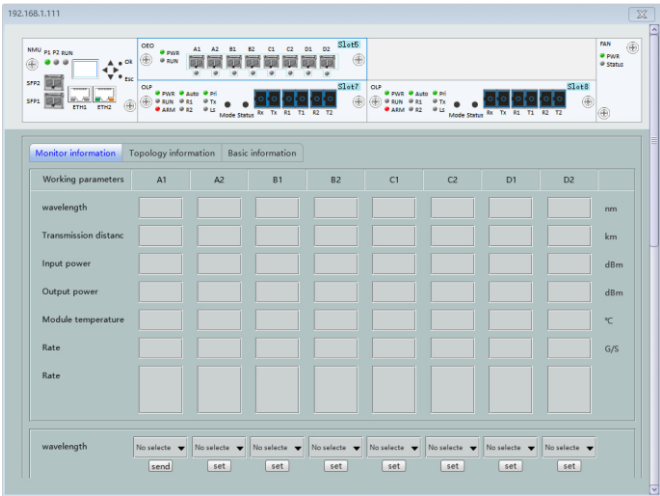 192.168.1.111
NMU P1 P2 RUN
Ok
Esc
SFP2
SFP1
ETH1 ETH2
OEO
PWR
RUN
A1 A2 B1 B2 C1 C2 D1 D2
Slot5
OLP
PWR Auto Pri
RUN R1 Tx
ARM R2 Lz
Mode Status Rx Tx R1 T1 R2 T2
Slot7
OLP
PWR Auto Pri
RUN R1 Tx
ARM R2 Lz
Mode Status Rx Tx R1 T1 R2 T2
Slot8
FAN
PWR
Status
Monitor information Topology information Basic information
Working parameters A1 A2 B1 B2 C1 C2 D1 D2
wavelength nm
Transmission distanc km
Input power dBm
Output power dBm
Module temperature ℃
Rate G/S
Rate
wavelength No selecte No selecte No selecte No selecte No selecte No selecte No selecte No selecte
send set set set set set set set